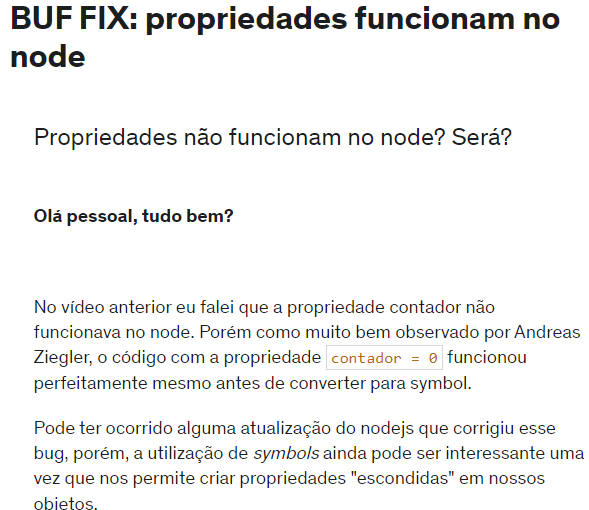 BUF FIX: propriedades funcionam no
node
Propriedades não funcionam no node? Será?
Olá pessoal, tudo bem?
No vídeo anterior eu falei que a propriedade contador não
funcionava no node. Porém como muito bem observado por Andreas
Ziegler, o código com a propriedade contador = 0 funcionou
perfeitamente mesmo antes de converter para symbol.
Pode ter ocorrido alguma atualização do nodejs que corrigiu esse
bug, porém, a utilização de symbols ainda pode ser interessante uma
vez que nos permite criar propriedades "escondidas" em nossos
objetos.